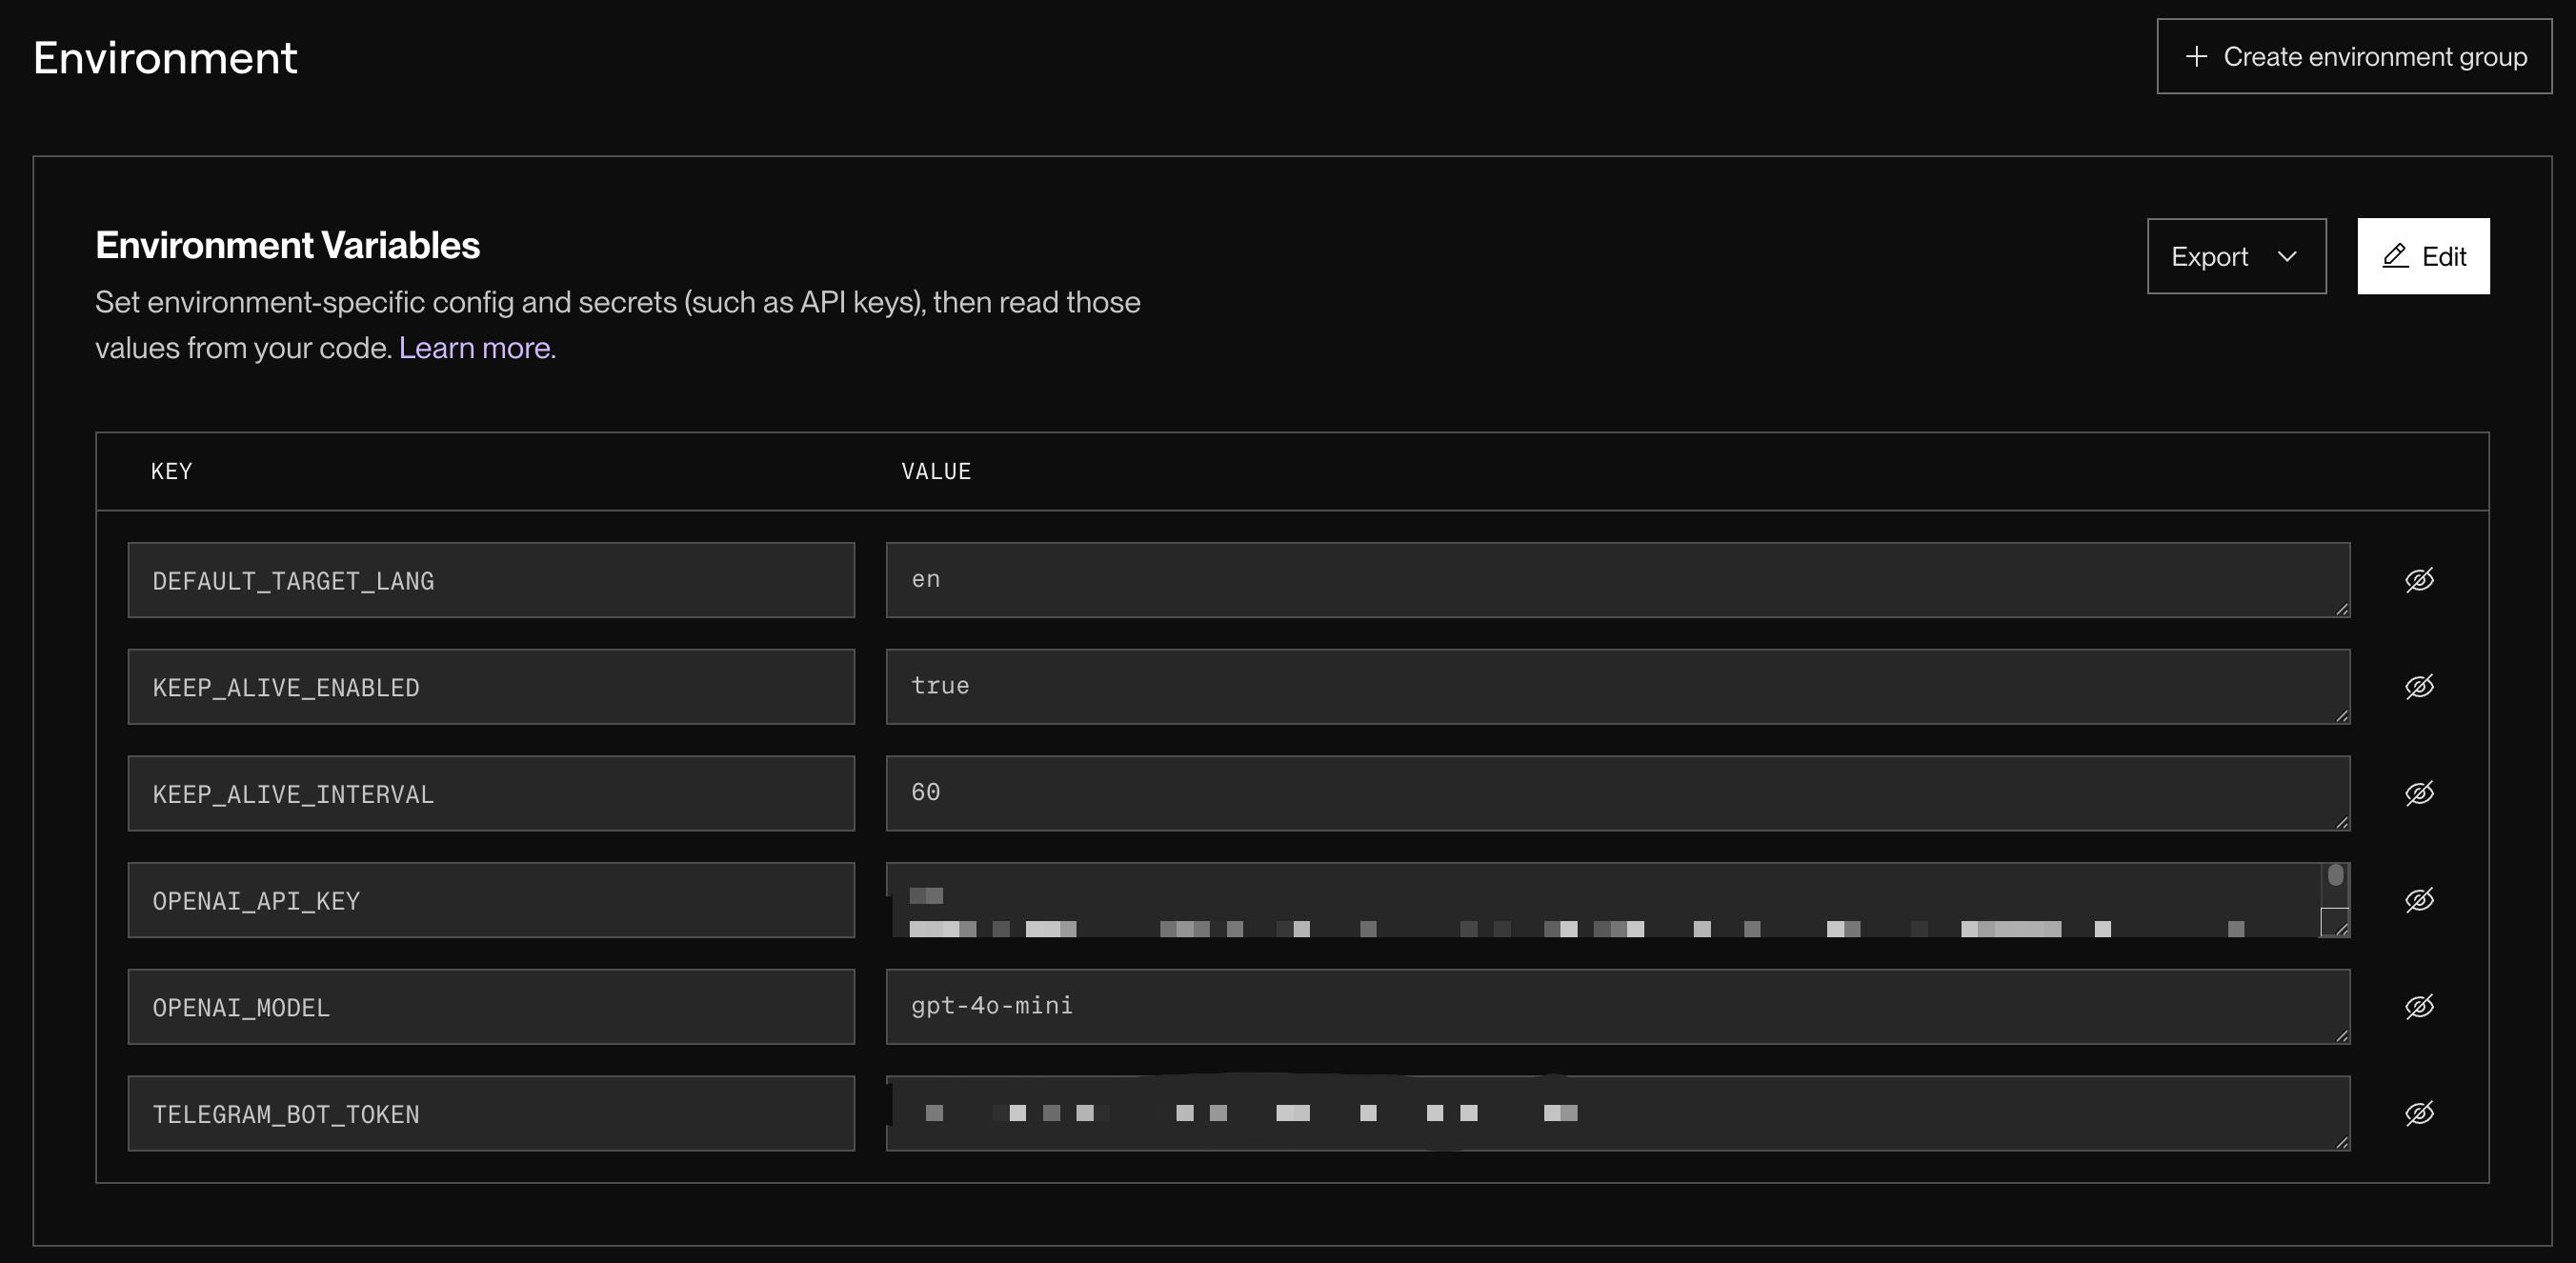 Environment
Create environment group
Environment Variables
Export
Edit
Set environment-specific config and secrets (such as API keys), then read those
values from your code. Learn more.
KEY VALUE
DEFAULT_TARGET_LANG en
KEEP_ALIVE_ENABLED true
KEEP_ALIVE_INTERVAL 60
OPENAI_API_KEY
OPENAI_MODEL gpt-4o-mini
TELEGRAM_BOT_TOKEN